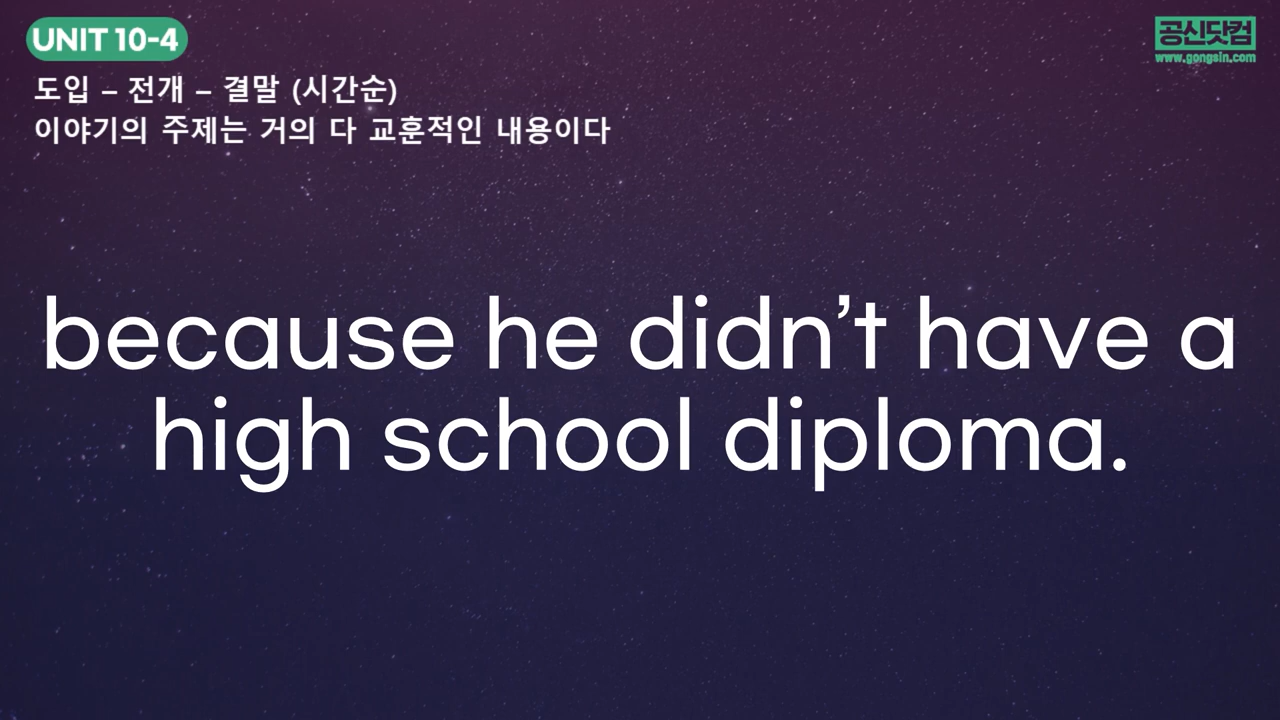 UNIT 10-4
공신닷컴
www.gongsin.com
도입 – 전개 – 결말 (시간순)
이야기의 주제는 거의 다 교훈적인 내용이다
because he didn’t have a
high school diploma.